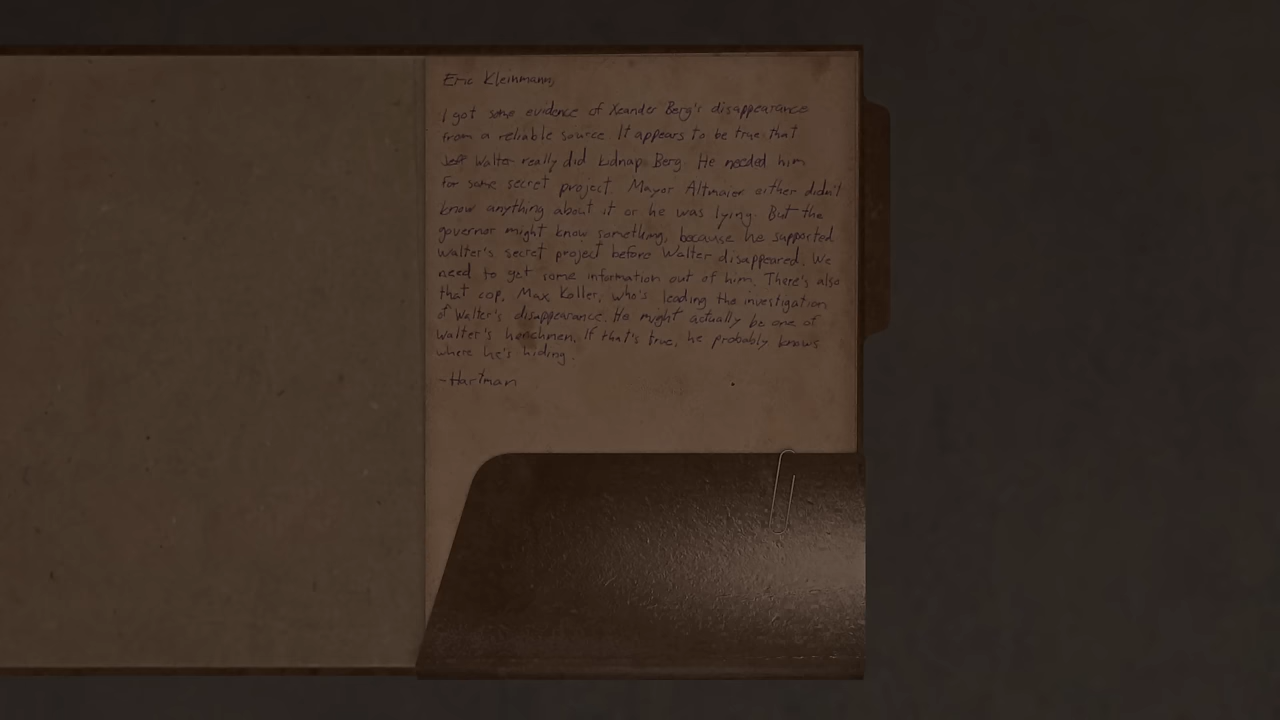 Eric Kleinmann,
I got some evidence of Xeander Berg's disappearance
from a reliable source. It appears to be true that
Jeff Walter really did kidnap Berg. He needed him
for some secret project. Mayor Altmaier either didn't
know anything about it or he was lying. But the
governor might know something, because he supported
Walter's secret project before Walter disappeared. We
need to get some information out of him. There's also
that cop, Max Koller, who's leading the investigation
of Walter's disappearance. He might actually be one of
Walter's henchmen. If that's true, he probably knows
where he's hiding.
~Hartman